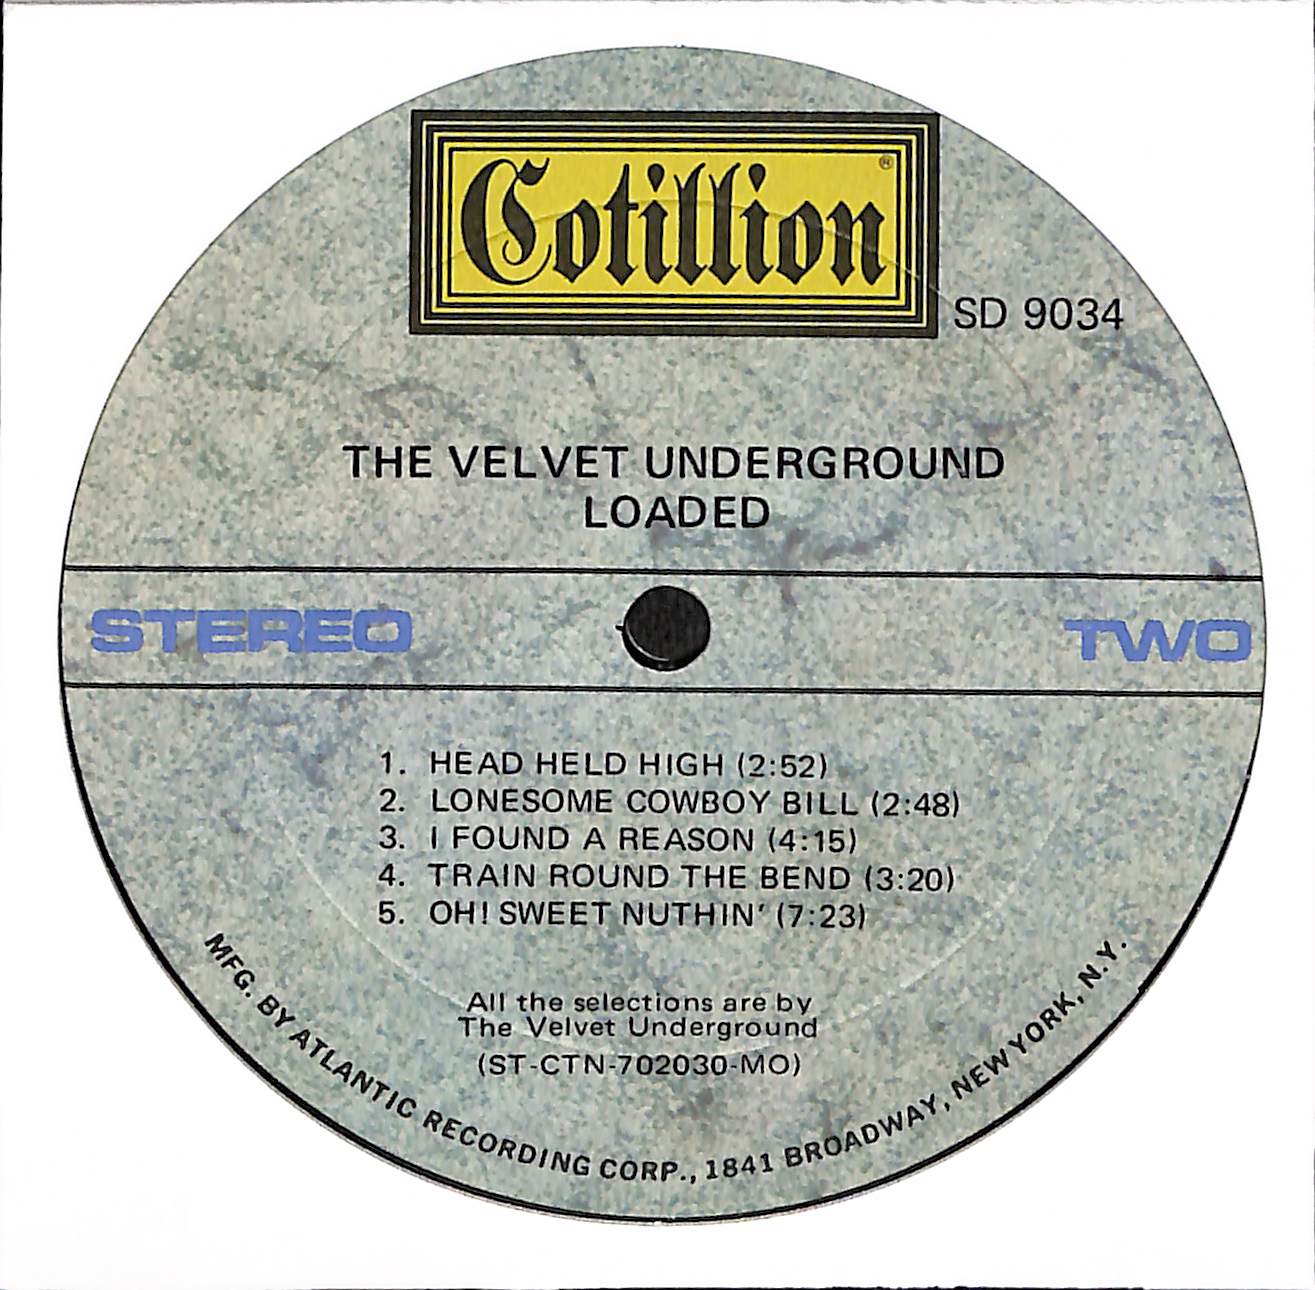 Cotillion®
SD 9034
THE VELVET UNDERGROUND
LOADED
STEREO
TWO
1. HEAD HELD HIGH (2:52)
2. LONESOME COWBOY BILL (2:48)
3. I FOUND A REASON (4:15)
4. TRAIN ROUND THE BEND (3:20)
5. OH! SWEET NUTHIN' (7:23)
All the selections are by
The Velvet Underground
(ST-CTN-702030-MO)
MFG. BY ATLANTIC RECORDING CORP., 1841 BROADWAY, NEW YORK, N.Y.